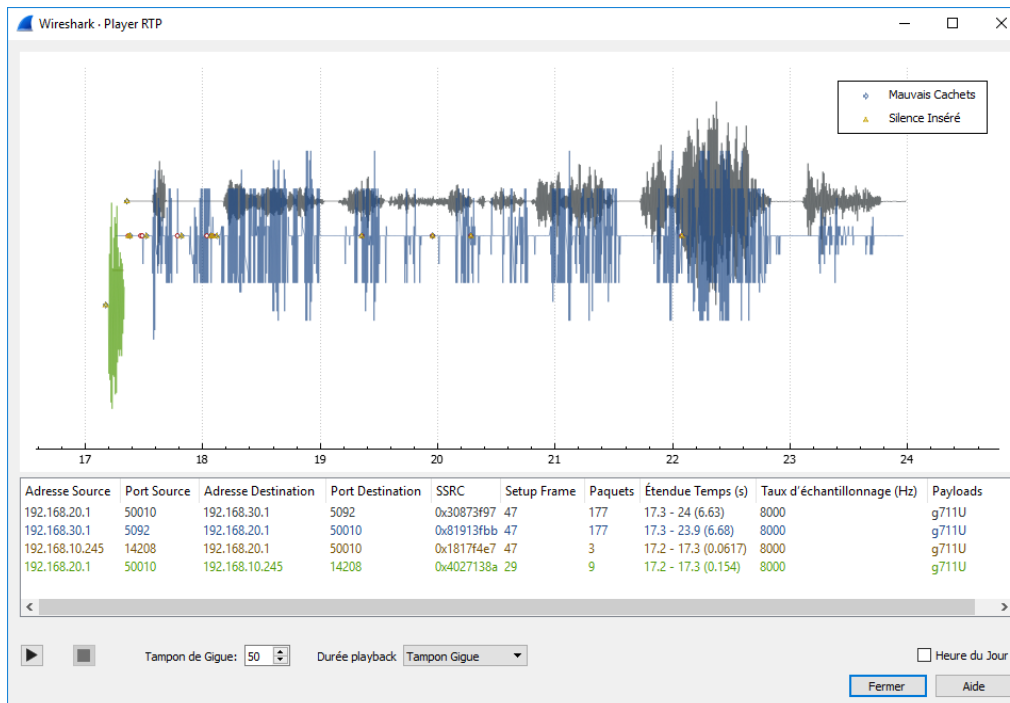 Wireshark · Player RTP
Mauvais Cachets
Silence Inséré
17 18 19 20 21 22 23 24
Adresse Source Port Source Adresse Destination Port Destination SSRC Setup Frame Paquets Étendue Temps (s) Taux d'échantillonnage (Hz) Payloads
192.168.20.1 50010 192.168.30.1 5092 0x30873f97 47 177 17.3 - 24 (6.63) 8000 g711U
192.168.30.1 5092 192.168.20.1 50010 0x81913fbb 47 177 17.3 - 23.9 (6.68) 8000 g711U
192.168.10.245 14208 192.168.20.1 50010 0x1817f4e7 47 3 17.2 - 17.3 (0.0617) 8000 g711U
192.168.20.1 50010 192.168.10.245 14208 0x4027138a 29 9 17.2 - 17.3 (0.154) 8000 g711U
Tampon de Gigue: 50 Durée playback Tampon Gigue Heure du Jour
Fermer Aide